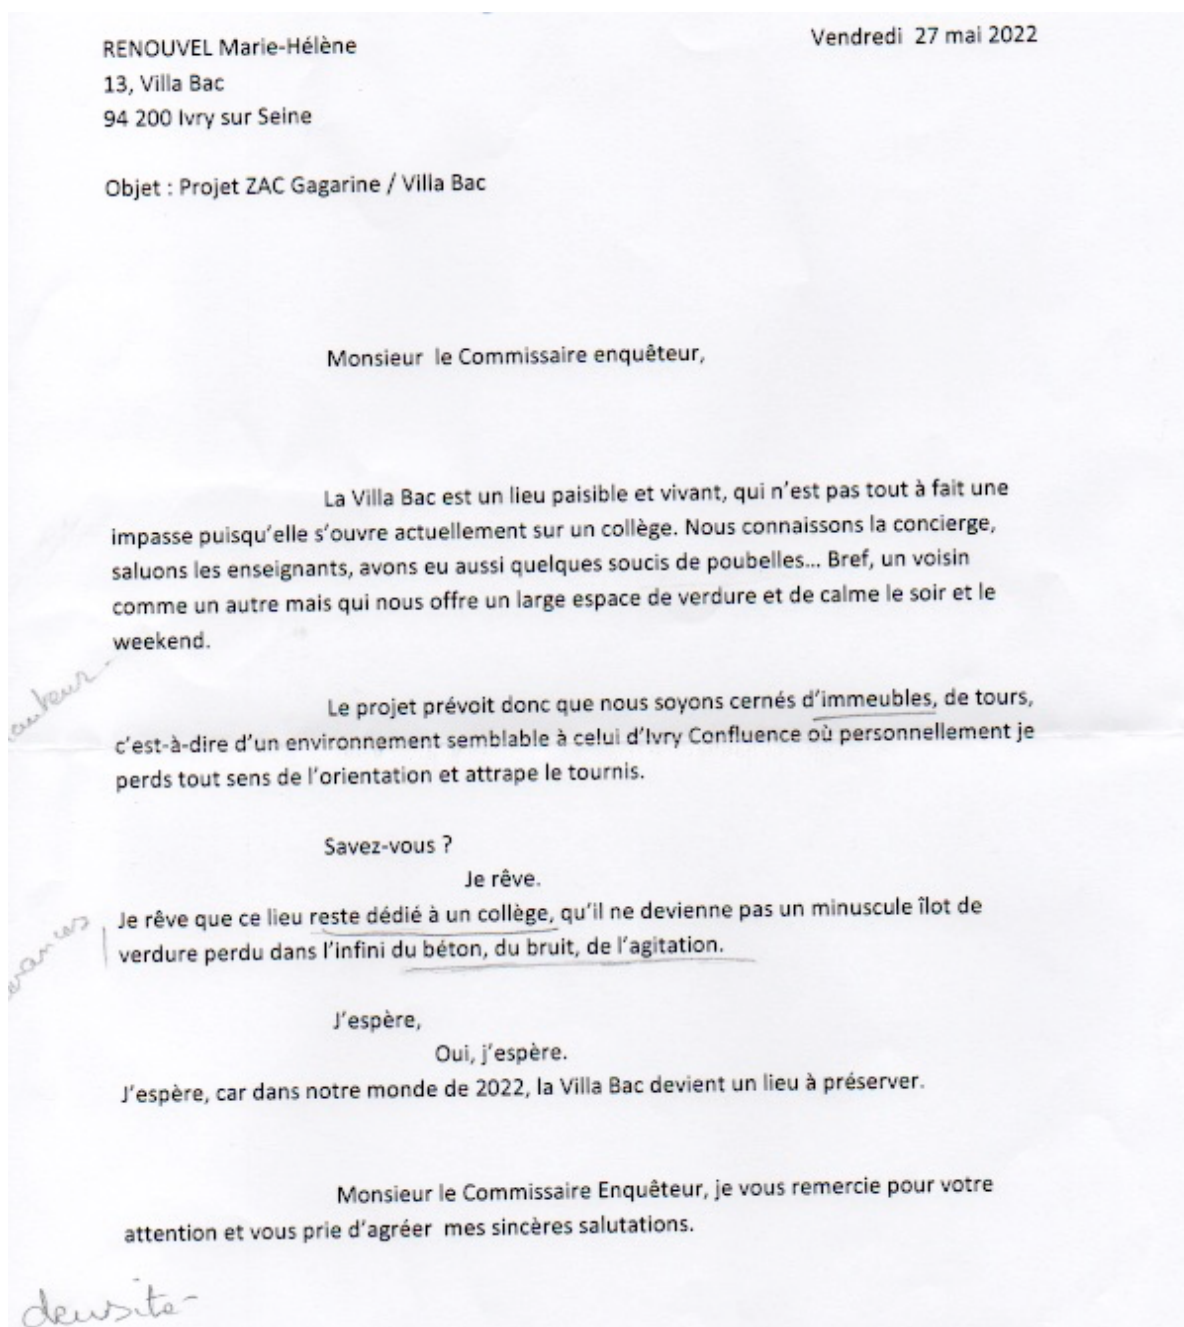 RENOUVEL Marie-Hélène
Vendredi 27 mai 2022
13, Villa Bac
94 200 Ivry sur Seine
Objet : Projet ZAC Gagarine / Villa Bac
Monsieur le Commissaire enquêteur,
La Villa Bac est un lieu paisible et vivant, qui n'est pas tout à fait une
impasse puisqu'elle s'ouvre actuellement sur un collège. Nous connaissons la concierge,
saluons les enseignants, avons eu aussi quelques soucis de poubelles... Bref, un voisin
comme un autre mais qui nous offre un large espace de verdure et de calme le soir et le
weekend.
Le projet prévoit donc que nous soyons cernés d'immeubles, de tours,
c'est-à-dire d'un environnement semblable à celui d'Ivry Confluence où personnellement je
perds tout sens de l'orientation et attrape le tournis.
Savez-vous ?
Je rêve.
Je rêve que ce lieu reste dédié à un collège, qu'il ne devienne pas un minuscule îlot de
verdure perdu dans l'infini du béton, du bruit, de l'agitation.
J'espère,
Oui, j'espère.
J'espère, car dans notre monde de 2022, la Villa Bac devient un lieu à préserver.
Monsieur le Commissaire Enquêteur, je vous remercie pour votre
attention et vous prie d'agréer mes sincères salutations.
densité